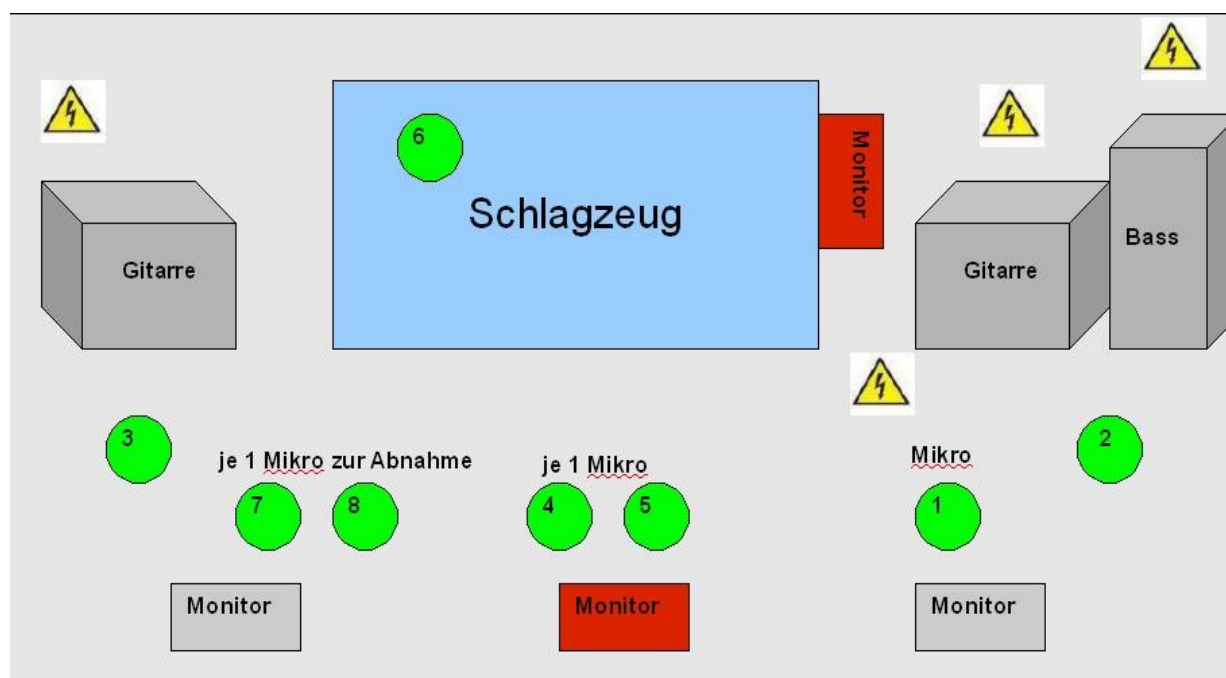 6
Monitor
Schlagzeug
Gitarre
Gitarre
Bass
3
2
je 1 Mikro zur Abnahme
je 1 Mikro
Mikro
7
8
4
5
1
Monitor
Monitor
Monitor